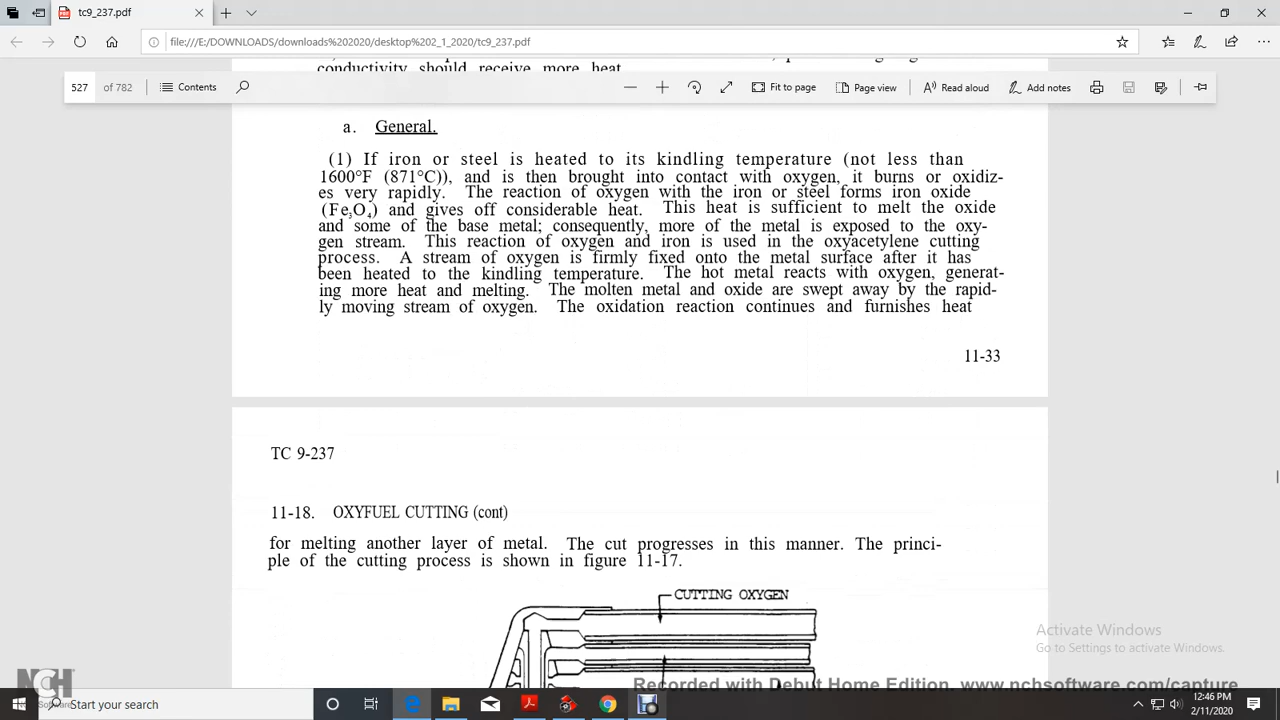 tc9_237.pdf
file:///E:/DOWNLOADS/downloads%202020/desktop%202_1_2020/tc9_237.pdf
conductivity should receive more heat
527 of 782 Contents Fit to page Page view Read aloud Add notes
a. General.
(1) If iron or steel is heated to its kindling temperature (not less than
1600°F (871°C)), and is then brought into contact with oxygen, it burns or oxidiz-
es very rapidly. The reaction of oxygen with the iron or steel forms iron oxide
(Fe3O4) and gives off considerable heat. This heat is sufficient to melt the oxide
and some of the base metal; consequently, more of the metal is exposed to the oxy-
gen stream. This reaction of oxygen and iron is used in the oxyacetylene cutting
process. A stream of oxygen is firmly fixed onto the metal surface after it has
been heated to the kindling temperature. The hot metal reacts with oxygen, generat-
ing more heat and melting. The molten metal and oxide are swept away by the rapid-
ly moving stream of oxygen. The oxidation reaction continues and furnishes heat
11-33
TC 9-237
11-18. OXYFUEL CUTTING (cont)
for melting another layer of metal. The cut progresses in this manner. The princi-
ple of the cutting process is shown in figure 11-17.
CUTTING OXYGEN
Activate Windows
Go to Settings to activate Windows.
NCH Software
Recorded with Debut Home Edition. www.nchsoftware.com/capture
Start your search
12:46 PM
2/11/2020